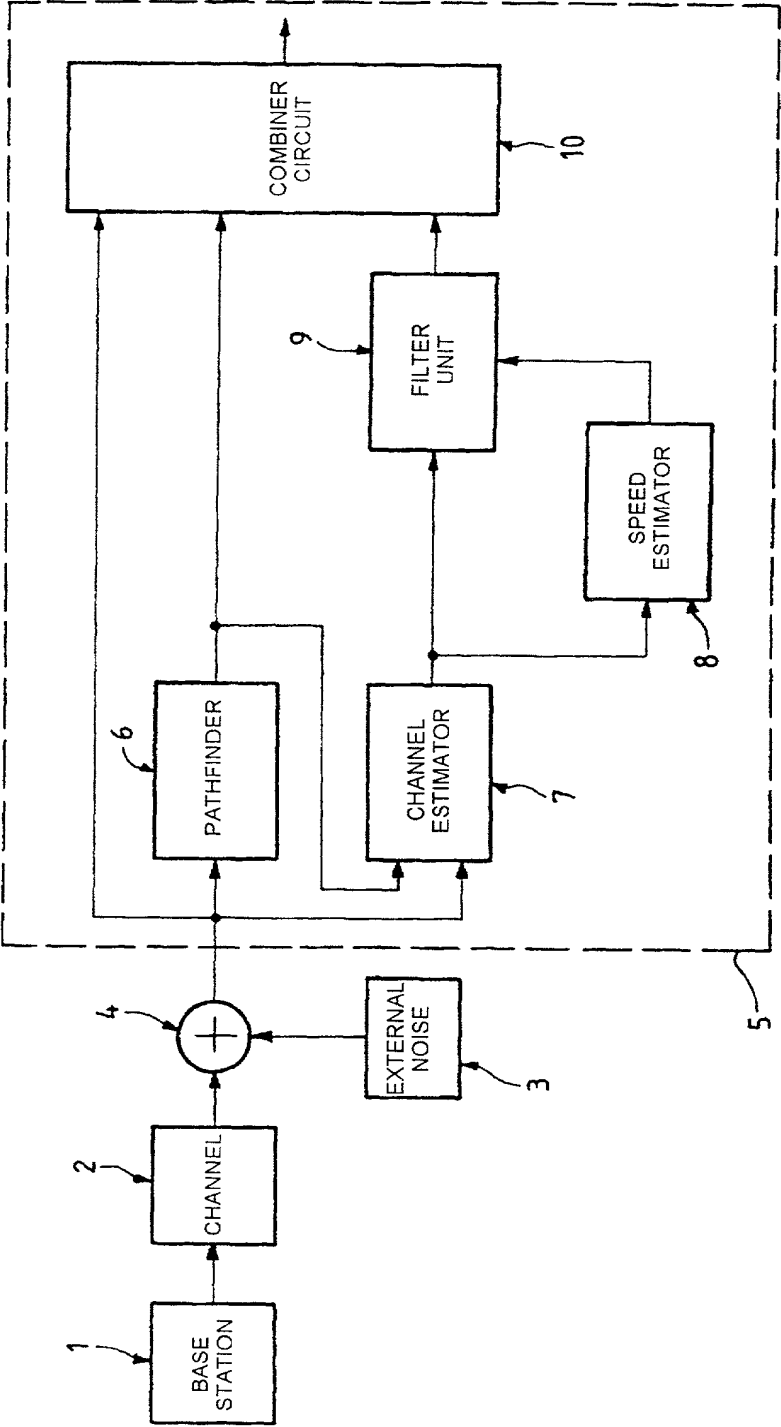 1
BASE
STATION
2
CHANNEL
4
EXTERNAL
NOISE
3
5
6
PATHFINDER
CHANNEL
ESTIMATOR
7
SPEED
ESTIMATOR
8
9
FILTER
UNIT
COMBINER
CIRCUIT
10